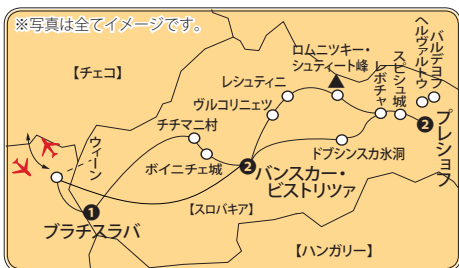 ※写真は全てイメージです。
【チェコ】
ロムニツキー・
シュティート峰
レシュティニ
ヴルコリニェツ
チチマニ村
ボイニチェ城
ウィーン
❶
ブラチスラバ
❷
バンスカー・
ビストリツァ
ドブシンスカ氷洞
レボチャ
スピシュ城
ヘルヴァルトウ
バルデヨフ
❷
プレショフ
【スロバキア】
【ハンガリー】